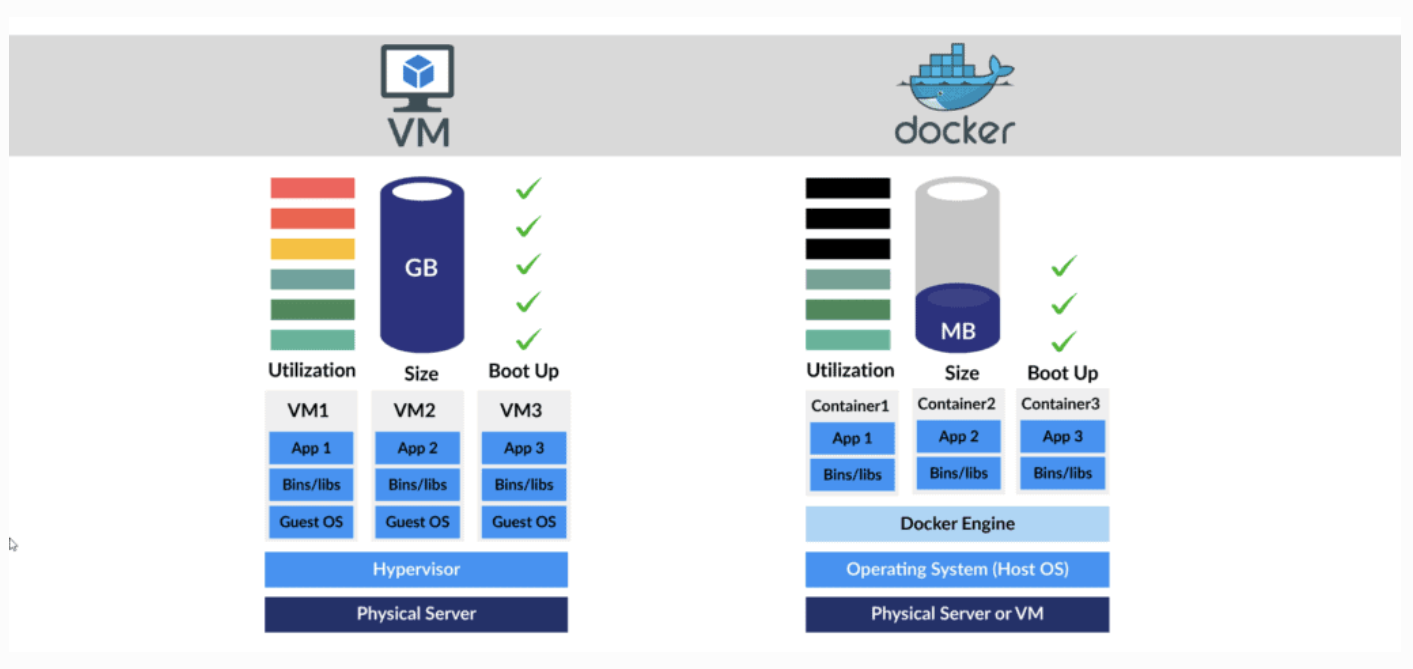 VM
docker
GB
MB
Utilization
Size
Boot Up
Utilization
Size
Boot Up
VM1
VM2
VM3
Container1
Container2
Container3
App 1
App 2
App 3
App 1
App 2
App 3
Bins/libs
Bins/libs
Bins/libs
Bins/libs
Bins/libs
Bins/libs
Guest OS
Guest OS
Guest OS
Docker Engine
Hypervisor
Operating System (Host OS)
Physical Server
Physical Server or VM